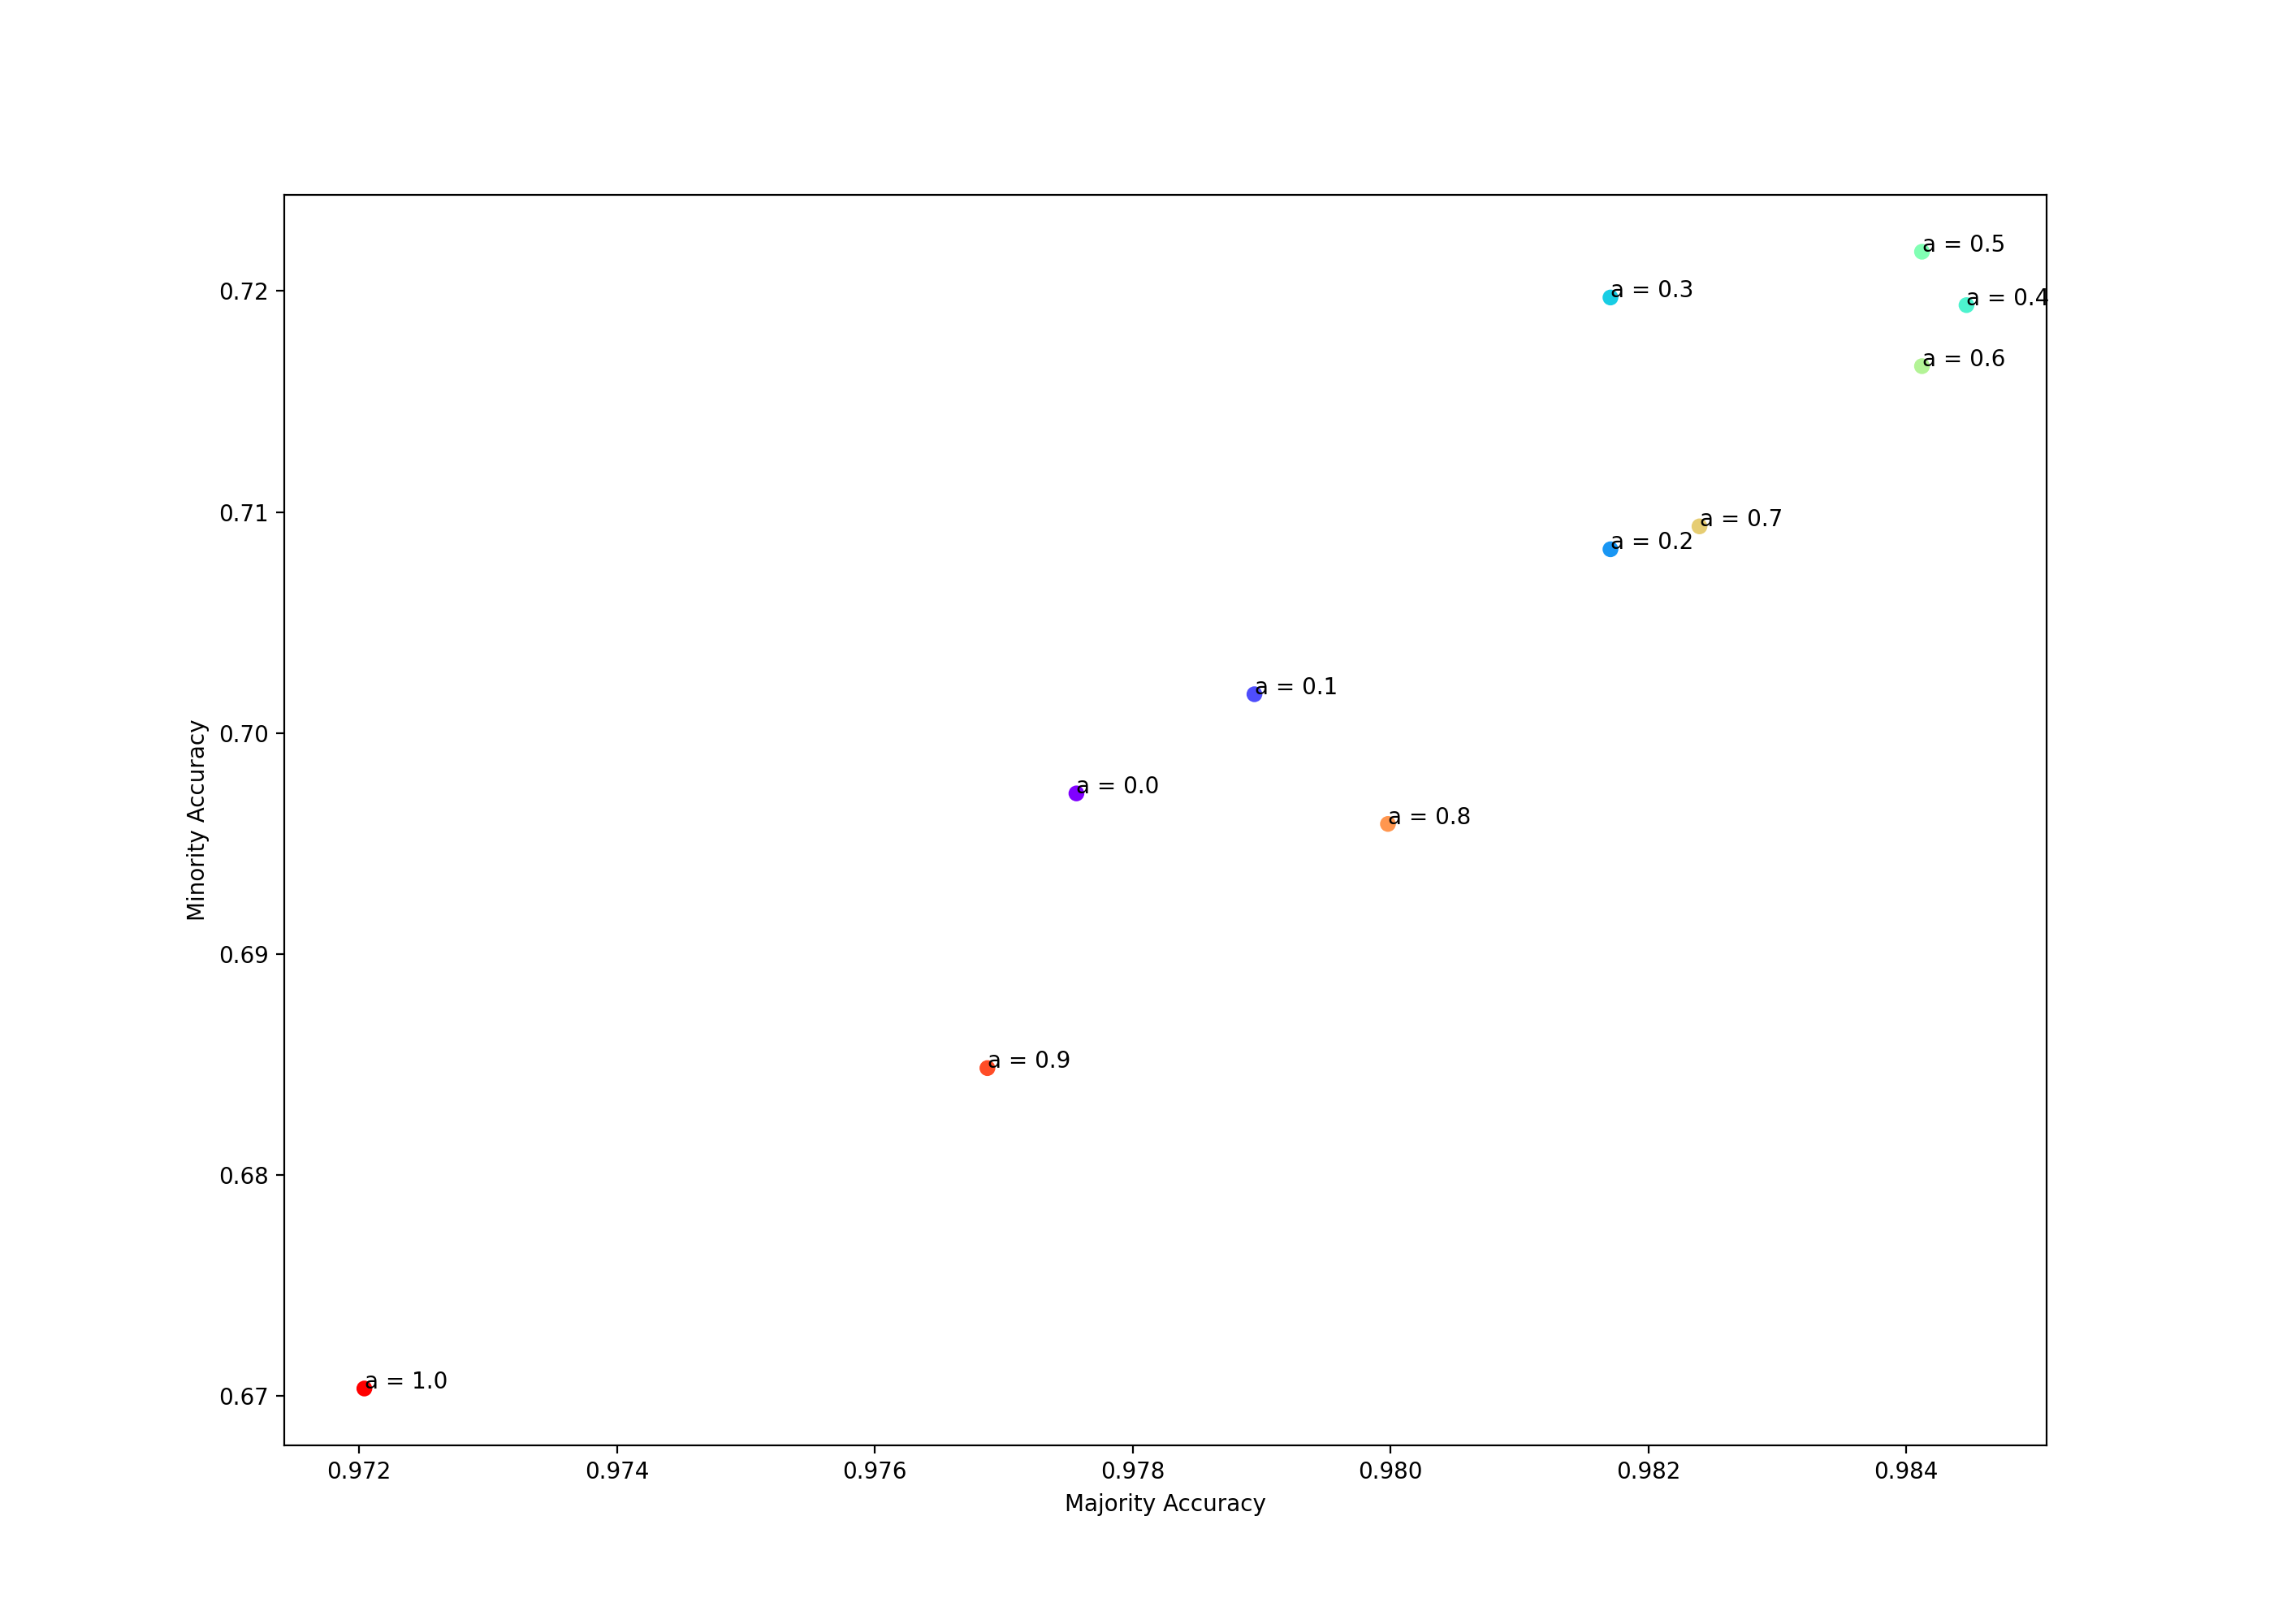 a = 0.5
0.72
a = 0.3
a = 0.4
a = 0.6
0.71
a = 0.7
a = 0.2
0.70
a = 0.1
a = 0.0
a = 0.8
Minority Accuracy
0.69
a = 0.9
0.68
a = 1.0
0.67
0.972 0.974 0.976 0.978 0.980 0.982 0.984
Majority Accuracy